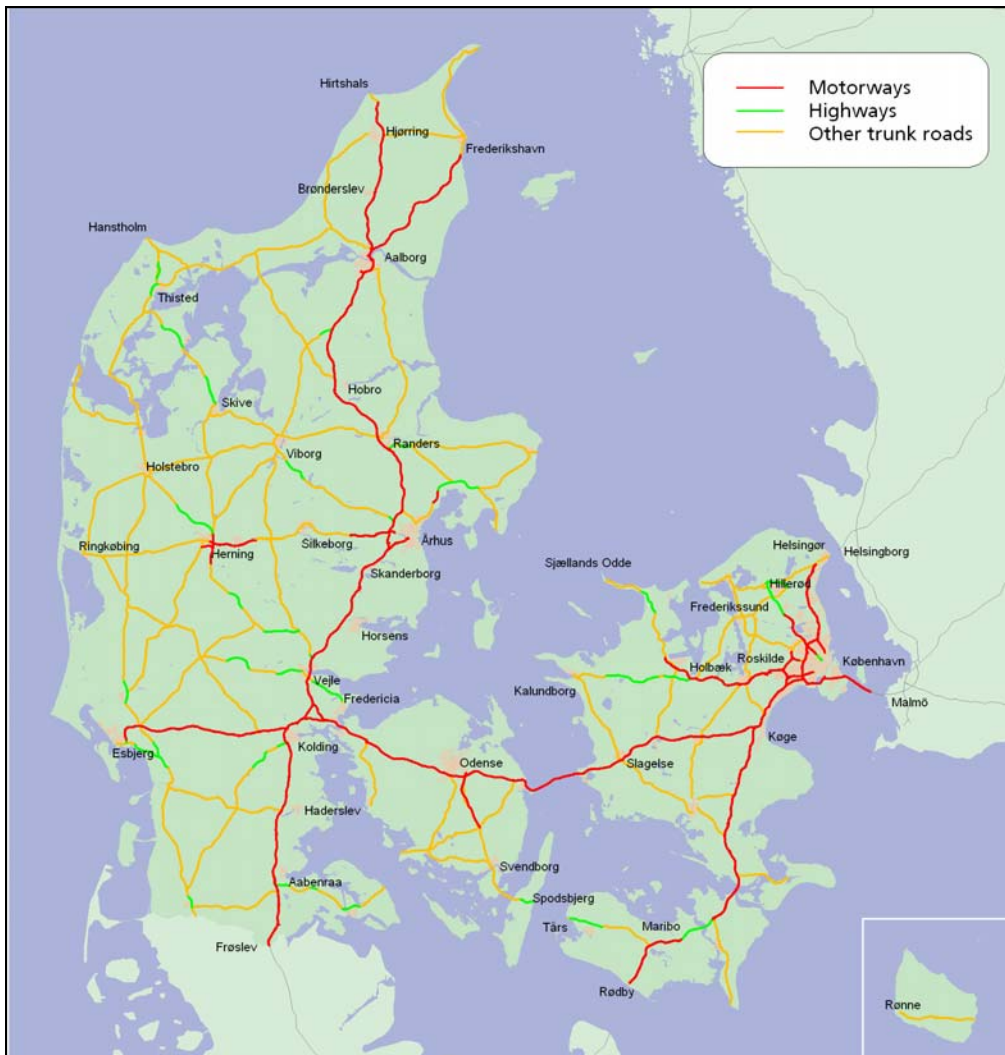 Motorways
Highways
Other trunk roads
Hirtshals
Hjørring
Frederikshavn
Brønderslev
Hanstholm
Aalborg
Thisted
Hobro
Skive
Randers
Viborg
Holstebro
Århus
Silkeborg
Ringkøbing
Herning
Skanderborg
Helsingør
Helsingborg
Sjællands Odde
Hillerød
Frederikssund
Horsens
Roskilde
København
Holbæk
Vejle
Kalundborg
Fredericia
Malmö
Køge
Kolding
Esbjerg
Odense
Slagelse
Haderslev
Svendborg
Aabenraa
Spodsbjerg
Tårs
Maribo
Frøslev
Rødby
Rønne